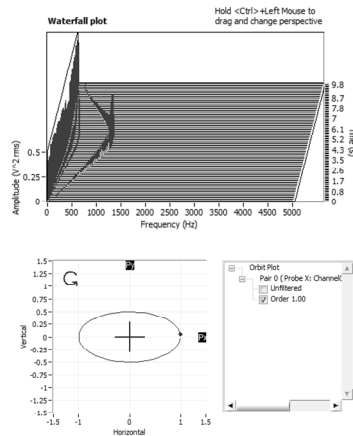 Waterfall plot
Hold <Ctrl>+Left Mouse to
drag and change perspective
Amplitude (V^2 rms)
0.5
0.25
0
0 500 1000 1500 2000 2500 3000 3500 4000 4500 5000
Frequency (Hz)
9.8
8.7
7.8
7
6.1
5.2
4.3
3.5
2.6
1.7
0.8
0
1.5
1.25
1
0.75
0.5
0.25
0
-0.25
-0.5
-0.75
-1
-1.25
-1.5
Vertical
-1.5 -1 0 1 1.5
Horizontal
Orbit Plot
Pair 0 ( Probe X: Channel
Unfiltered
Order 1.00